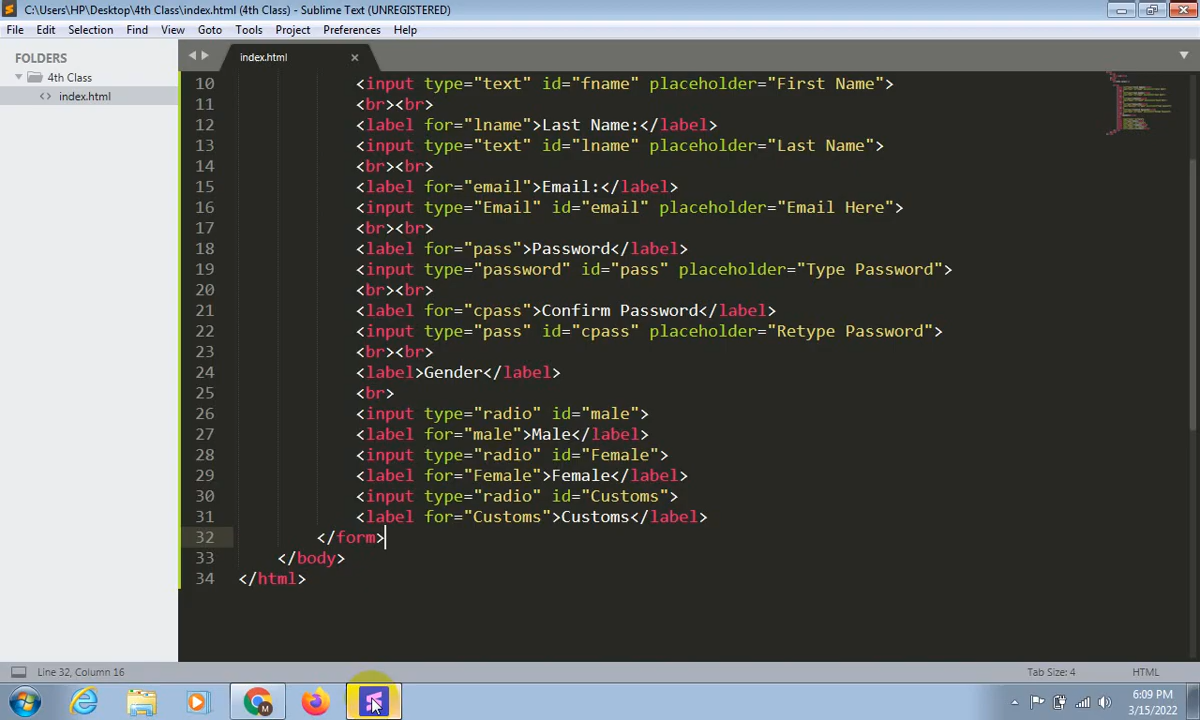 C:\Users\HP\Desktop\4th Class\index.html (4th Class) - Sublime Text (UNREGISTERED)
File Edit Selection Find View Goto Tools Project Preferences Help
FOLDERS
4th Class
index.html
index.html
10 <input type="text" id="fname" placeholder="First Name">
11 <br><br>
12 <label for="lname">Last Name:</label>
13 <input type="text" id="lname" placeholder="Last Name">
14 <br><br>
15 <label for="email">Email:</label>
16 <input type="Email" id="email" placeholder="Email Here">
17 <br><br>
18 <label for="pass">Password</label>
19 <input type="password" id="pass" placeholder="Type Password">
20 <br><br>
21 <label for="cpass">Confirm Password</label>
22 <input type="pass" id="cpass" placeholder="Retype Password">
23 <br><br>
24 <label>Gender</label>
25 <br>
26 <input type="radio" id="male">
27 <label for="male">Male</label>
28 <input type="radio" id="Female">
29 <label for="Female">Female</label>
30 <input type="radio" id="Customs">
31 <label for="Customs">Customs</label>
32 </form>
33 </body>
34 </html>
Line 32, Column 16
Tab Size: 4
HTML
M
6:09 PM
3/15/2022